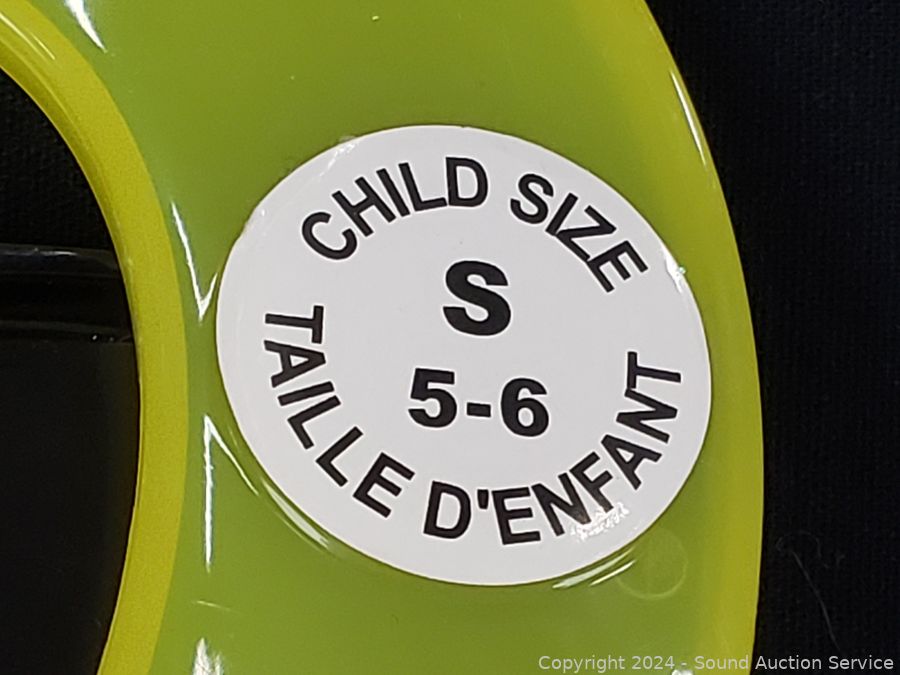 CHILD SIZE
S
5-6
TAILLE D'ENFANT
Copyright © 2024 - Sound Auction Service